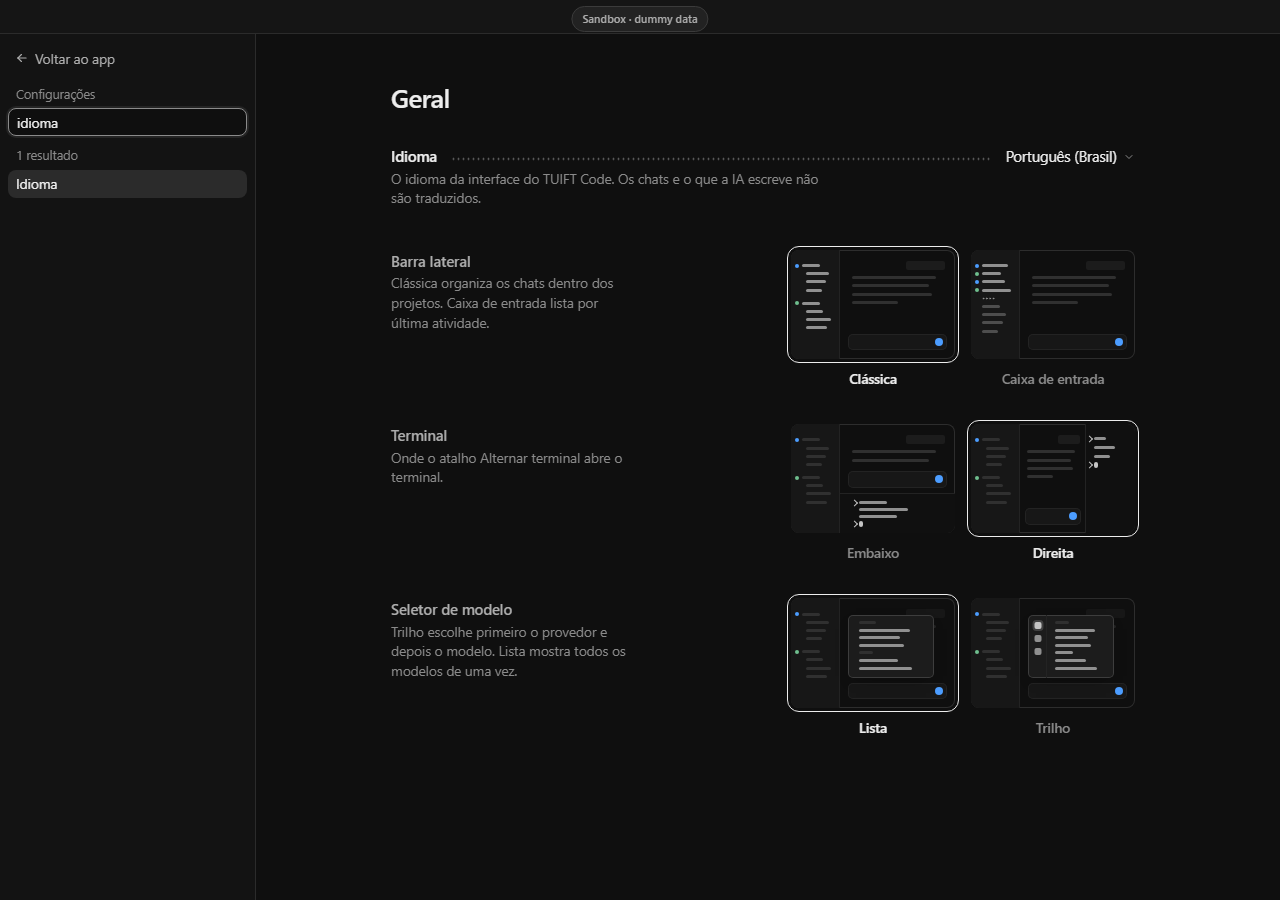 Sandbox · dummy data
Voltar ao app
Configurações
idioma
1 resultado
Idioma
Geral
Idioma
Português (Brasil)
O idioma da interface do TUIFT Code. Os chats e o que a IA escreve não
são traduzidos.
Barra lateral
Clássica organiza os chats dentro dos
projetos. Caixa de entrada lista por
última atividade.
Clássica
Caixa de entrada
Terminal
Onde o atalho Alternar terminal abre o
terminal.
Embaixo
Direita
Seletor de modelo
Trilho escolhe primeiro o provedor e
depois o modelo. Lista mostra todos os
modelos de uma vez.
Lista
Trilho